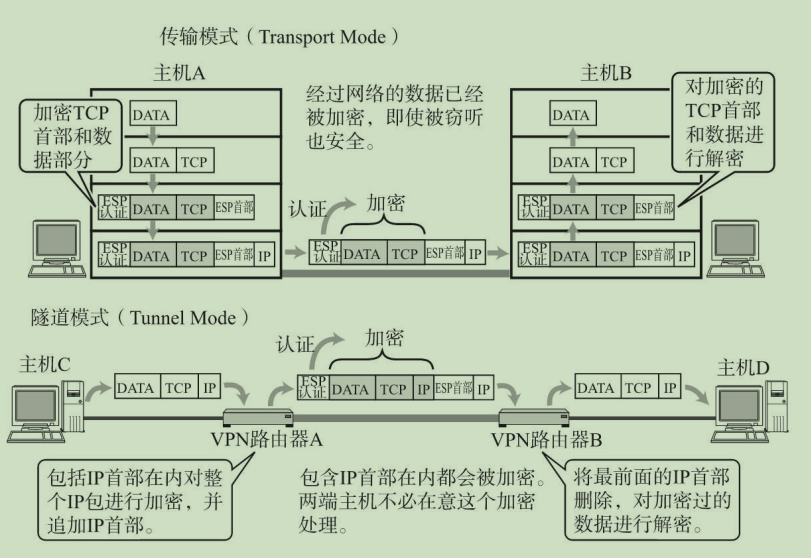 传输模式（Transport Mode）
主机A
主机B
加密TCP
首部和数
据部分
DATA
DATA TCP
ESP认证 DATA TCP ESP首部
ESP认证 DATA TCP ESP首部 IP
经过网络的数据已经
被加密，即使被窃听
也安全。
认证
加密
ESP认证 DATA TCP ESP首部 IP
DATA
DATA TCP
ESP认证 DATA TCP ESP首部
ESP认证 DATA TCP ESP首部 IP
对加密的
TCP首部
和数据进
行解密
隧道模式（Tunnel Mode）
主机C
DATA TCP IP
认证
加密
ESP认证 DATA TCP IP ESP首部 IP
DATA TCP IP
主机D
VPN路由器A
VPN路由器B
包括IP首部在内对整
个IP包进行加密，并
追加IP首部。
包含IP首部在内都会被加密。
两端主机不必在意这个加密
处理。
将最前面的IP首部
删除，对加密过的
数据进行解密。